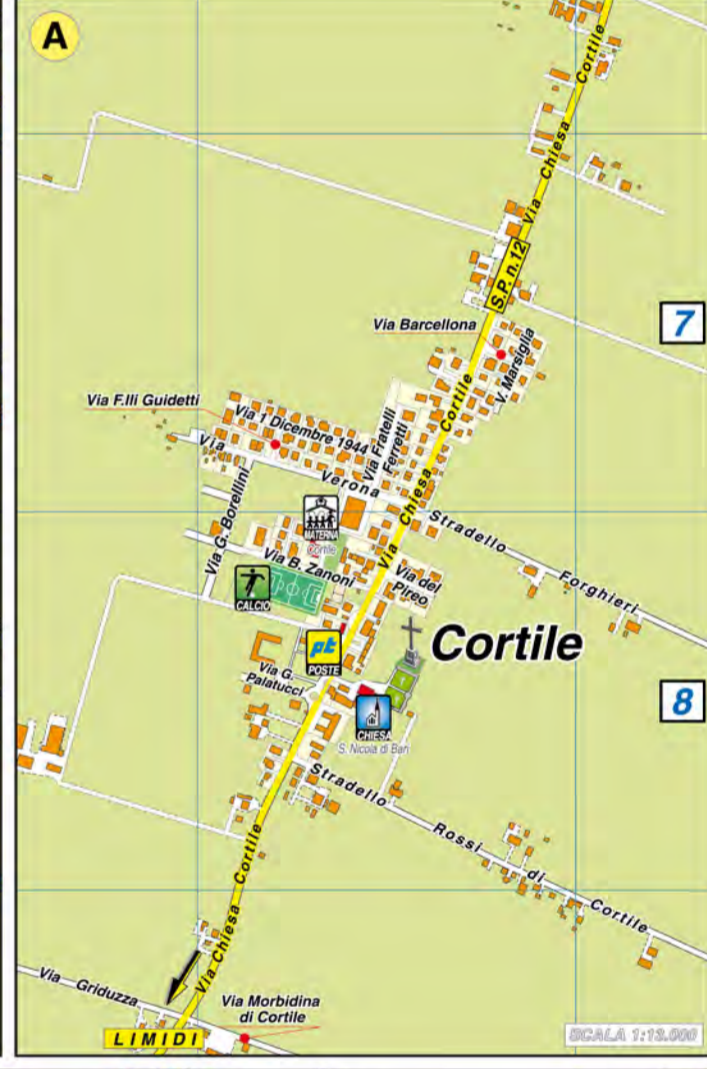 A
Via Chiesa Cortile
S.P. n.12
7
Via Barcellona
V. Marsiglia
Via F.lli Guidetti
Via 1 Dicembre 1944
Via Fratelli
Ferretti
Via Verona
Via Chiesa Cortile
Via G. Borellini
MATERNA
Cortile
Stradello Forghieri
Via B. Zanoni
Via del
Pireo
CALCIO
Cortile
pt
POSTE
Via G.
Palatucci
8
CHIESA
S. Nicola di Bari
Stradello Rossi di Cortile
Via Chiesa Cortile
Via Griduzza
Via Morbidina
di Cortile
LIMIDI
SCALA 1:13.000